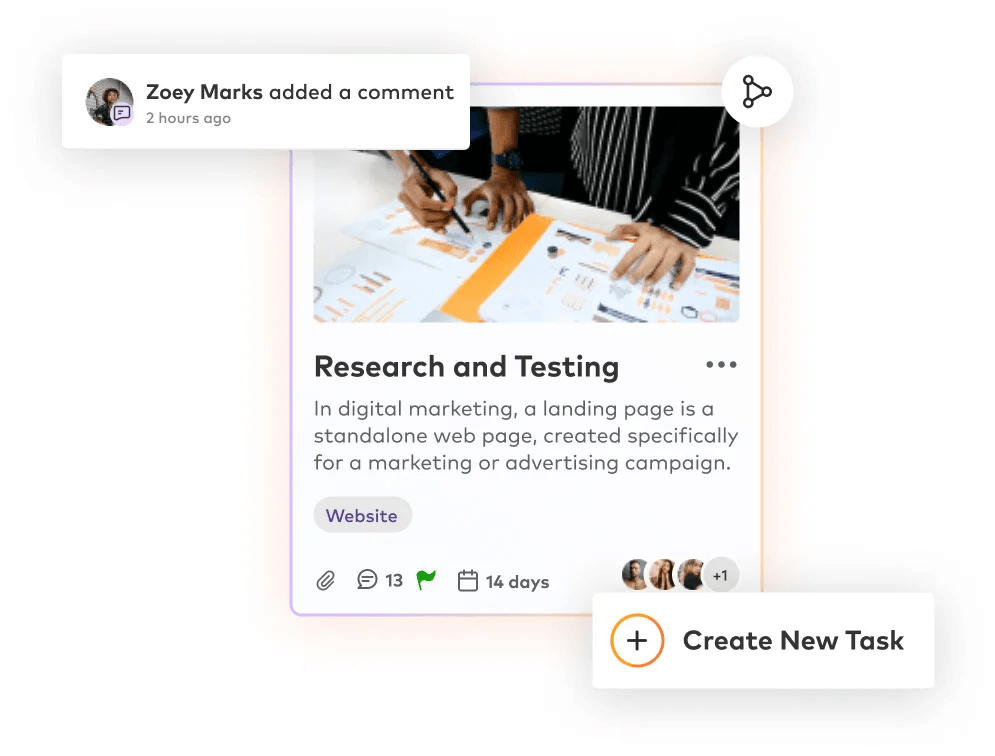 Zoey Marks added a comment
2 hours ago
Research and Testing
In digital marketing, a landing page is a
standalone web page, created specifically
for a marketing or advertising campaign.
Website
13
14 days
+1
Create New Task